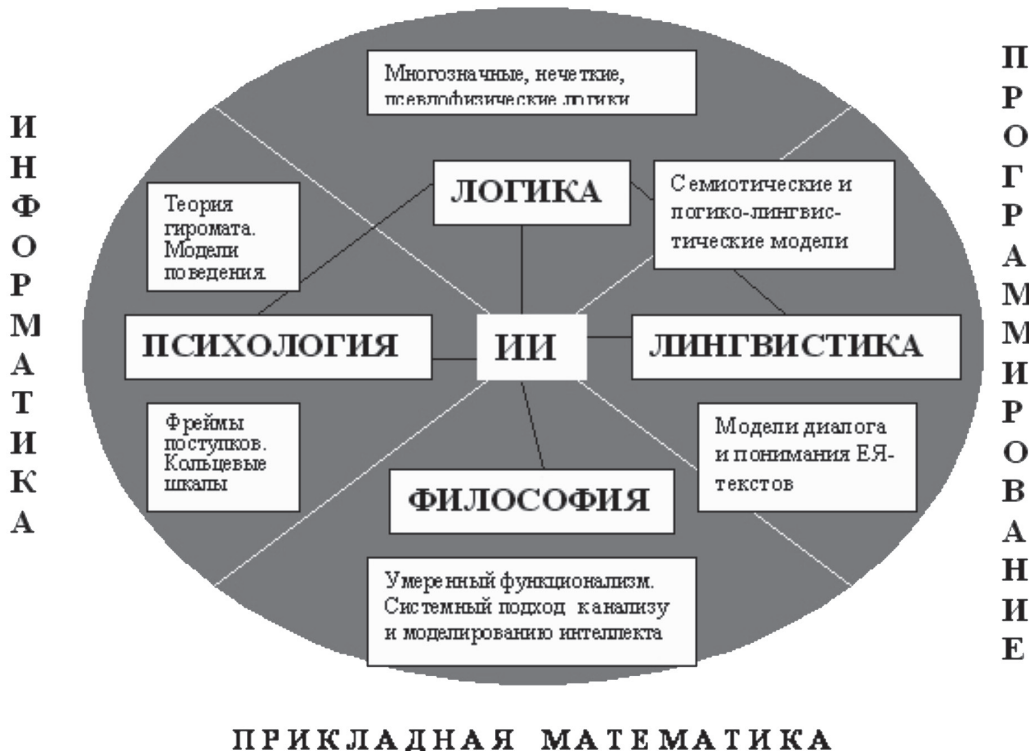 Многозначные, нечеткие,
псевдофизические логики
И
Н
Ф
О
Р
М
А
Т
И
К
А
П
Р
О
Г
Р
А
М
М
И
Р
О
В
А
Н
И
Е
Теория
гиромата.
Модели
поведения
ЛОГИКА
Семиотические и
логико-лингвис-
тические модели
ПСИХОЛОГИЯ
ИИ
ЛИНГВИСТИКА
Фреймы
поступков.
Кольцевые
шкалы
Модели диалога
и понимания ЕЯ-
текстов
ФИЛОСОФИЯ
Умеренный функционализм.
Системный подход к анализу
и моделированию интеллекта
ПРИКЛАДНАЯ МАТЕМАТИКА